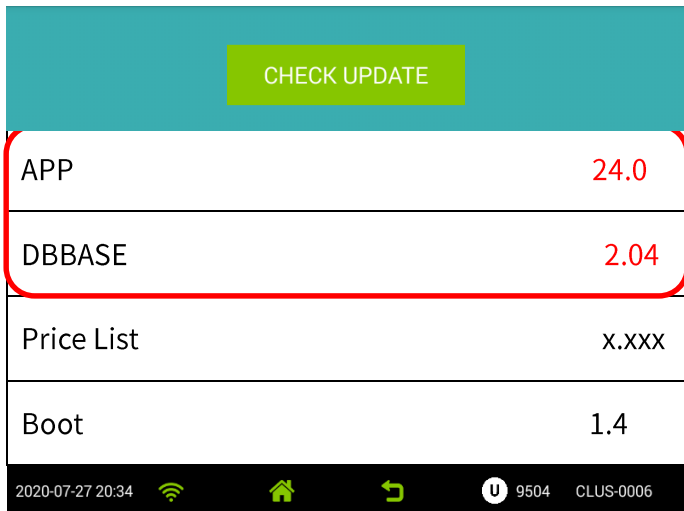 CHECK UPDATE
APP 24.0
DBBASE 2.04
Price List x.xxx
Boot 1.4
2020-07-27 20:34 U 9504 CLUS-0006